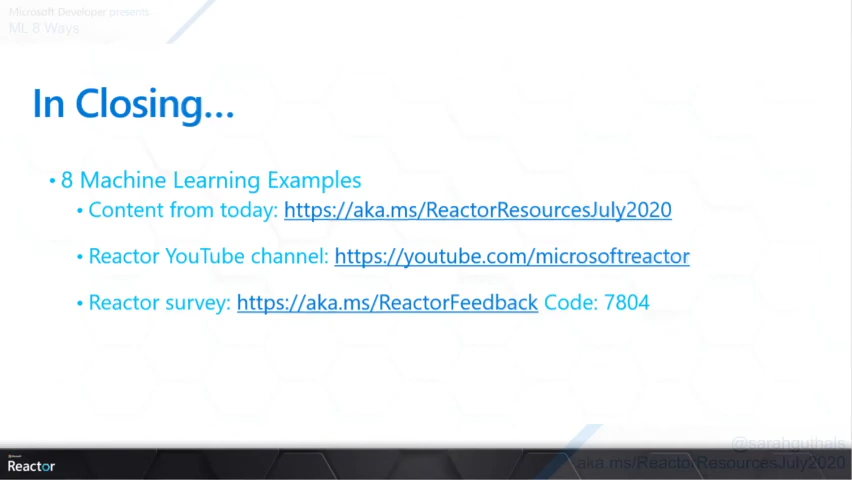 Microsoft Developer presents
ML 8 Ways
In Closing...
• 8 Machine Learning Examples
• Content from today: https://aka.ms/ReactorResourcesJuly2020
• Reactor YouTube channel: https://youtube.com/microsoftreactor
• Reactor survey: https://aka.ms/ReactorFeedback Code: 7804
@sarahguthals
Reactor
aka.ms/ReactorResourcesJuly2020